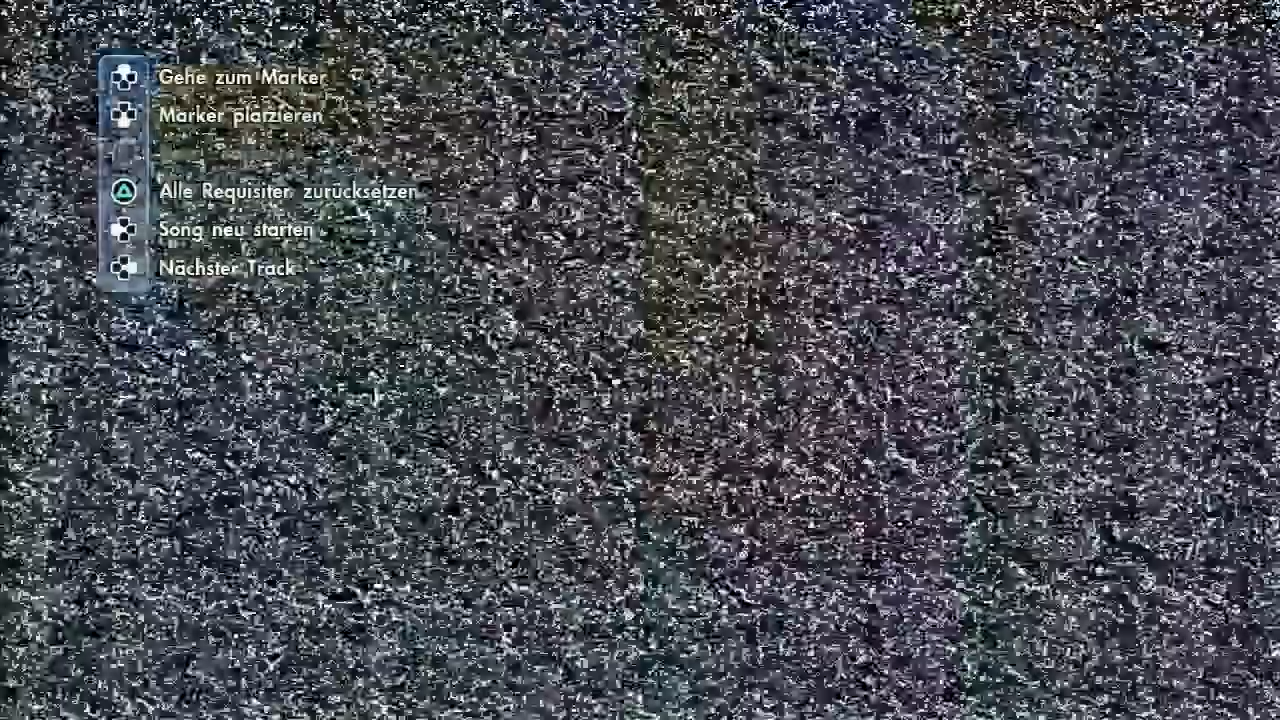 Gehe zum Marker
Marker platzieren
Alle Requisiten zurücksetzen
Song neu starten
Nächster Track